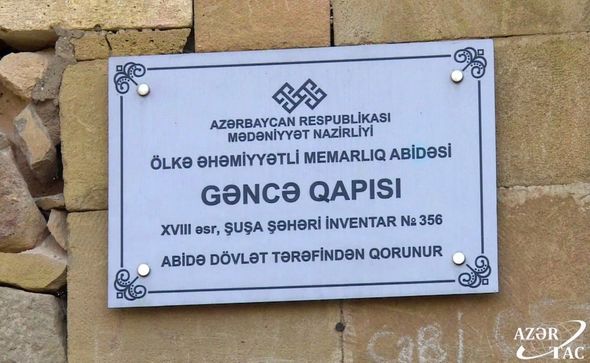 AZƏRBAYCAN RESPUBLİKASI
MƏDƏNİYYƏT NAZİRLİYİ
ÖLKƏ ƏHƏMİYYƏTLİ MEMARLIQ ABİDƏSİ
GƏNCƏ QAPISI
XVIII əsr, ŞUŞA ŞƏHƏRİ İNVENTAR № 356
ABİDƏ DÖVLƏT TƏRƏFİNDƏN QORUNUR
AZƏR
TAC